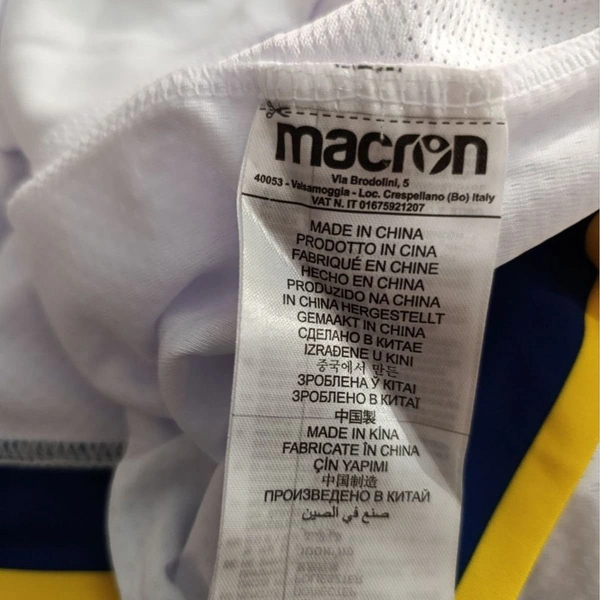 macron
Via Brodolini, 5
40053 - Valsamoggia - Loc. Crespellano (Bo) Italy
VAT N. IT 01675921207
MADE IN CHINA
PRODOTTO IN CINA
FABRIQUÉ EN CHINE
HECHO EN CHINA
PRODUZIDO NA CHINA
IN CHINA HERGESTELLT
GEMAAKT IN CHINA
СДЕЛАНО В КИТАЕ
IZRAĐENE U KINI
중국에서 만든
ЗРОБЛЕНА Ў КІТАІ
ЗРОБЛЕНО В КИТАЇ
中国製
MADE IN KÎNA
FABRICATE ÎN CHINA
ÇİN YAPIMI
中国制造
ПРОИЗВЕДЕНО В КИТАЙ
صنع في الصين